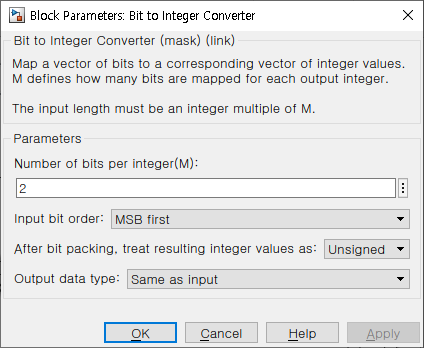 Block Parameters: Bit to Integer Converter
Bit to Integer Converter (mask) (link)
Map a vector of bits to a corresponding vector of integer values.
M defines how many bits are mapped for each output integer.
The input length must be an integer multiple of M.
Parameters
Number of bits per integer(M):
2
Input bit order: MSB first
After bit packing, treat resulting integer values as: Unsigned
Output data type: Same as input
OK Cancel Help Apply